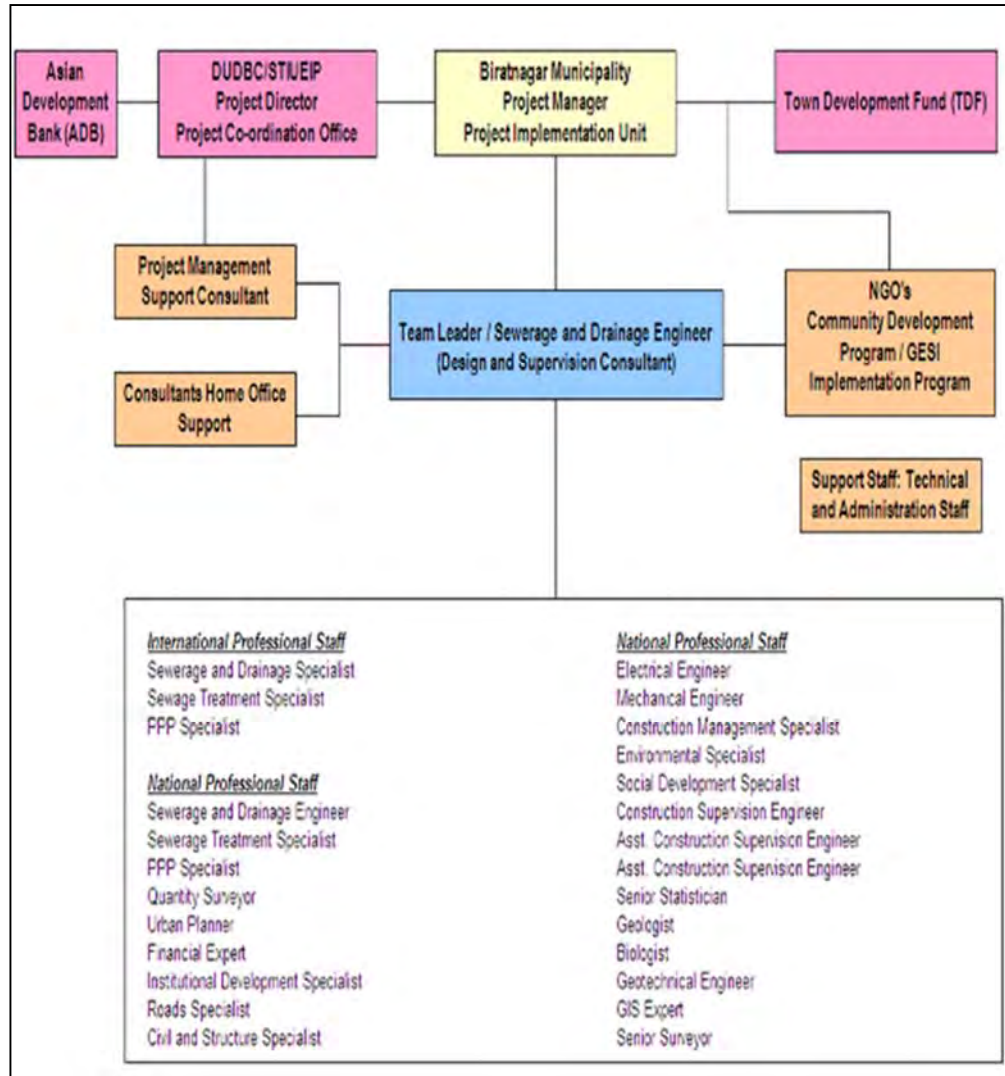 Asian
Development
Bank (ADB)
DUDBC/STIUEIP
Project Director
Project Co-ordination Office
Biratnagar Municipality
Project Manager
Project Implementation Unit
Town Development Fund (TDF)
Project Management
Support Consultant
Consultants Home Office
Support
Team Leader / Sewerage and Drainage Engineer
(Design and Supervision Consultant)
NGO's
Community Development
Program / GESI
Implementation Program
Support Staff: Technical
and Administration Staff
International Professional Staff
Sewerage and Drainage Specialist
Sewage Treatment Specialist
PPP Specialist
National Professional Staff
Sewerage and Drainage Engineer
Sewerage Treatment Specialist
PPP Specialist
Quantity Surveyor
Urban Planner
Financial Expert
Institutional Development Specialist
Roads Specialist
Civil and Structure Specialist
National Professional Staff
Electrical Engineer
Mechanical Engineer
Construction Management Specialist
Environmental Specialist
Social Development Specialist
Construction Supervision Engineer
Asst. Construction Supervision Engineer
Asst. Construction Supervision Engineer
Senior Statistician
Geologist
Biologist
Geotechnical Engineer
GIS Expert
Senior Surveyor